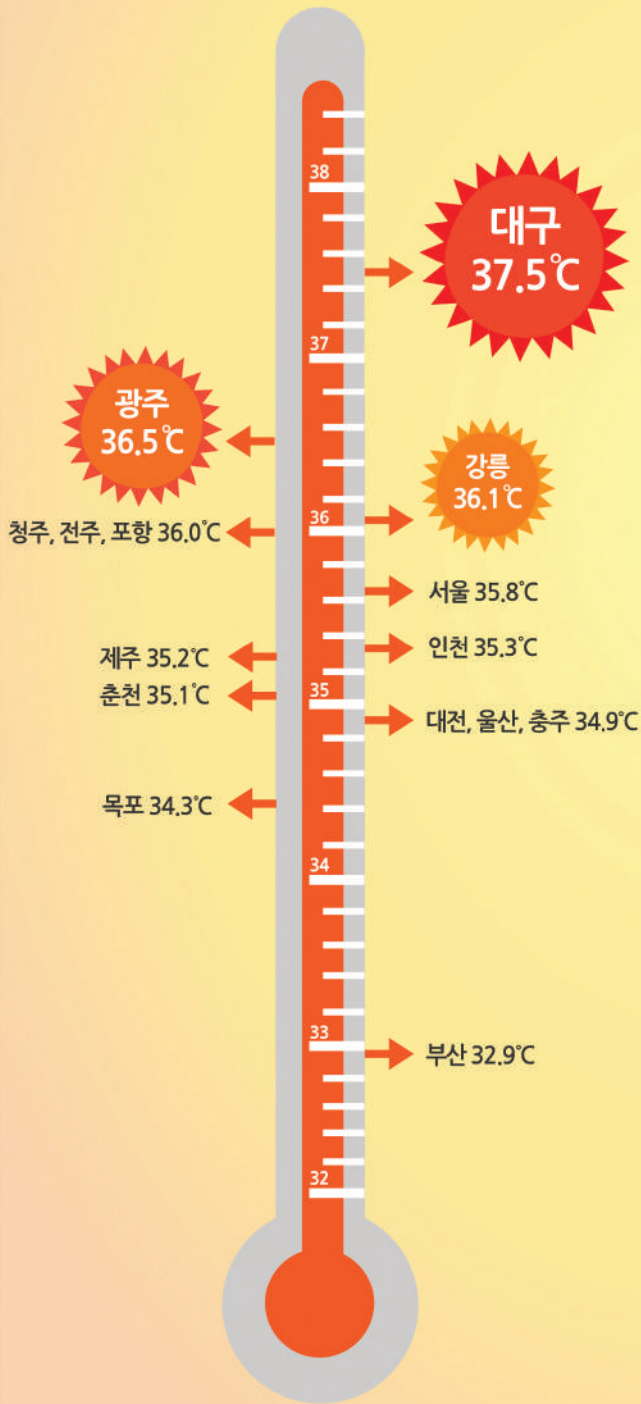 38
대구
37.5℃
37
광주
36.5℃
강릉
36.1℃
36
청주, 전주, 포항 36.0℃
서울 35.8℃
인천 35.3℃
제주 35.2℃
춘천 35.1℃
35
대전, 울산, 충주 34.9℃
목포 34.3℃
34
33
부산 32.9℃
32